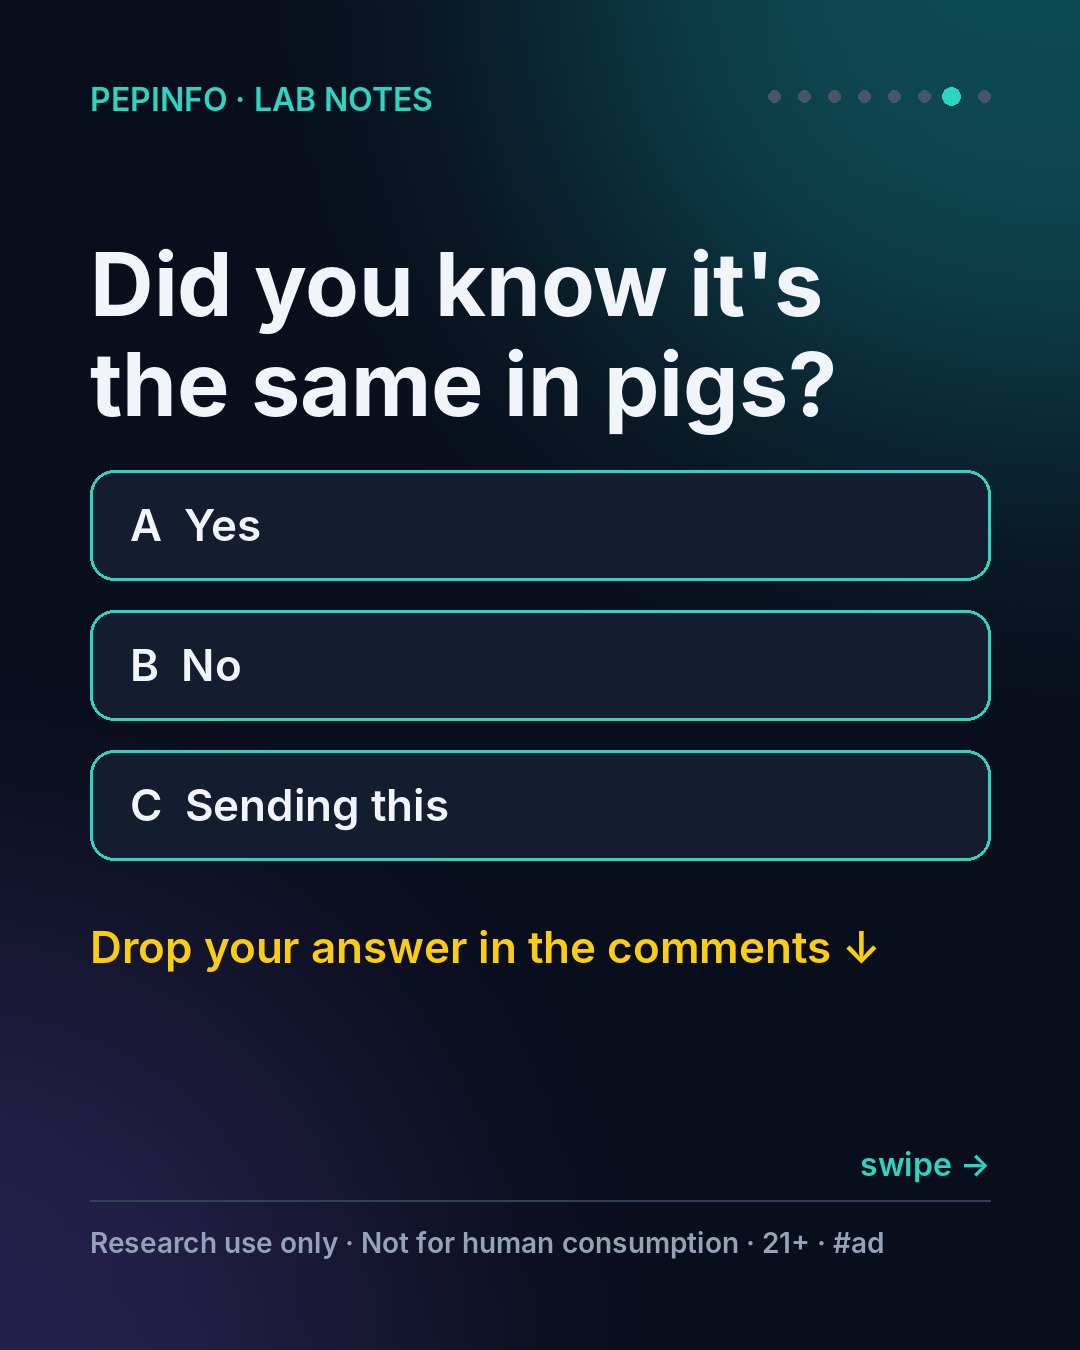 PEPINFO · LAB NOTES
Did you know it's
the same in pigs?
A Yes
B No
C Sending this
Drop your answer in the comments ↓
swipe →
Research use only · Not for human consumption · 21+ · #ad